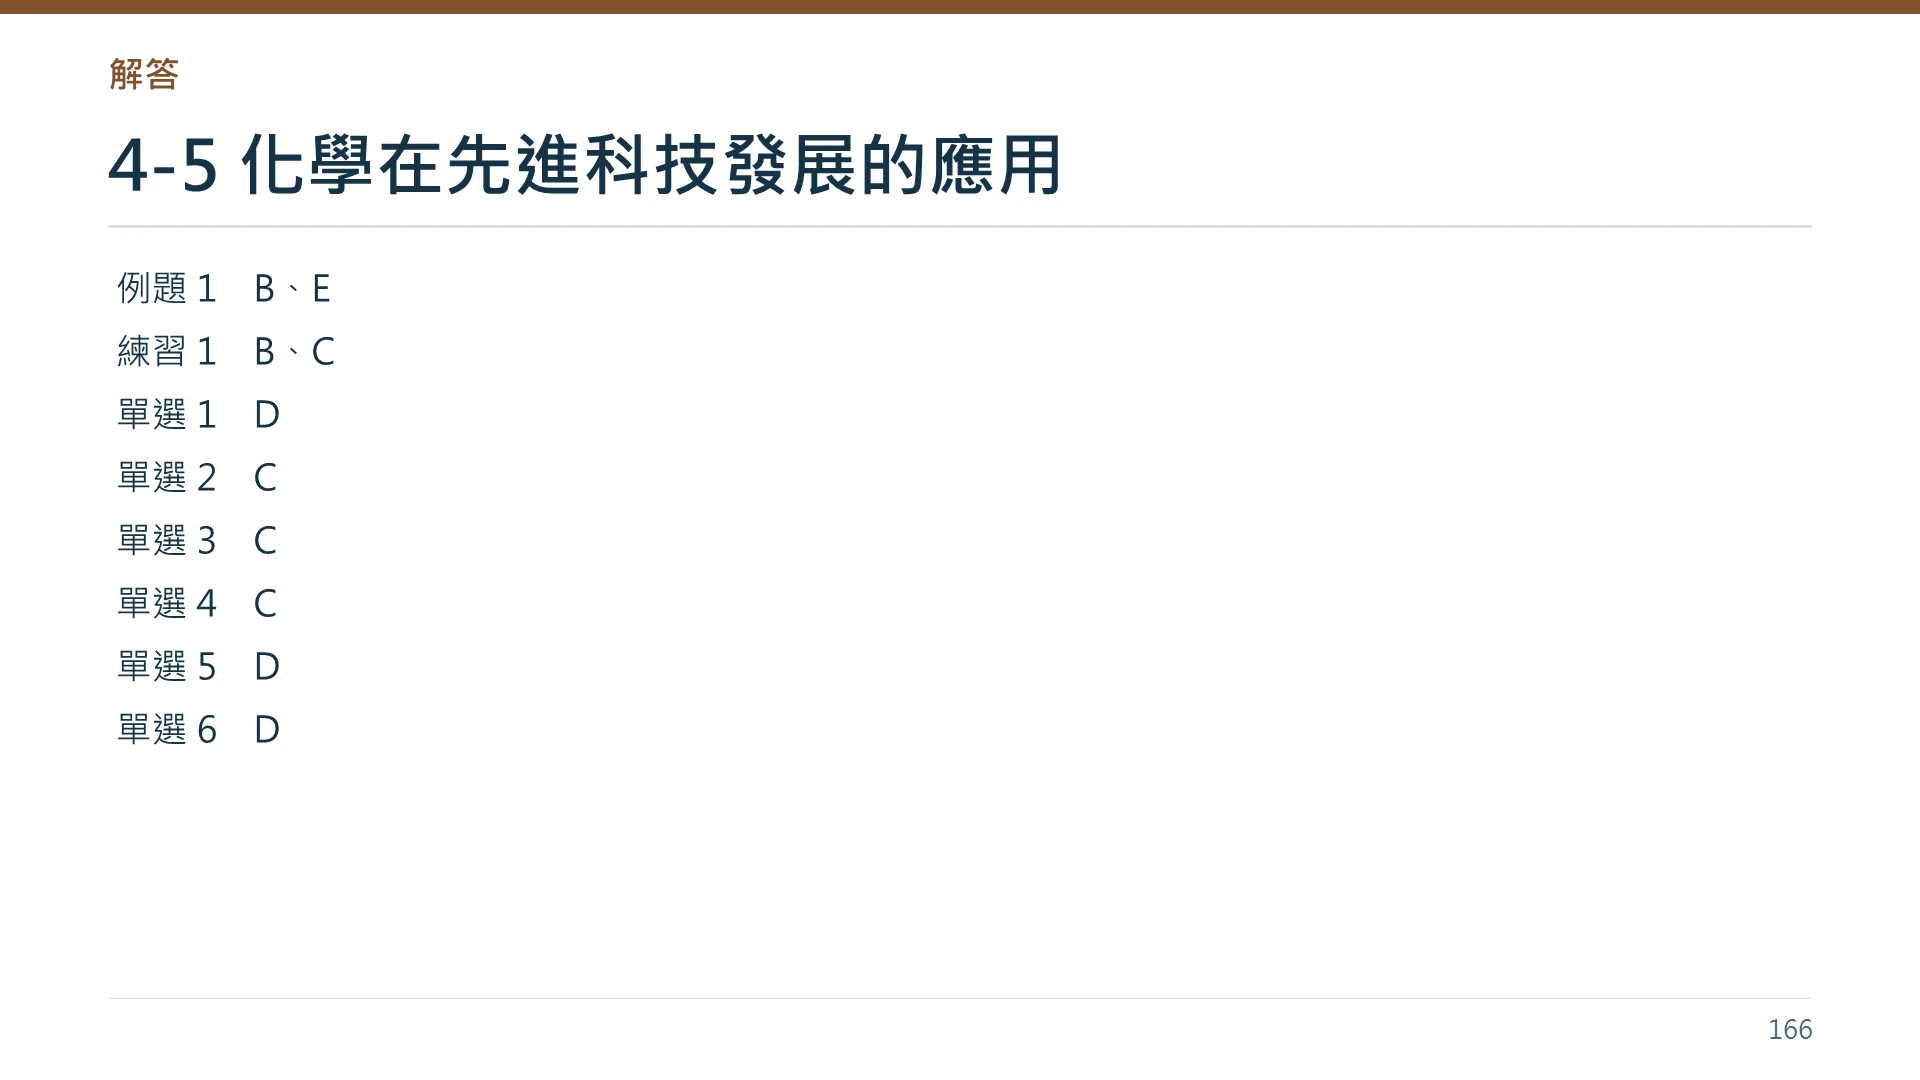 解答
4-5 化學在先進科技發展的應用
例題 1 B、E
練習 1 B、C
單選 1 D
單選 2 C
單選 3 C
單選 4 C
單選 5 D
單選 6 D
166